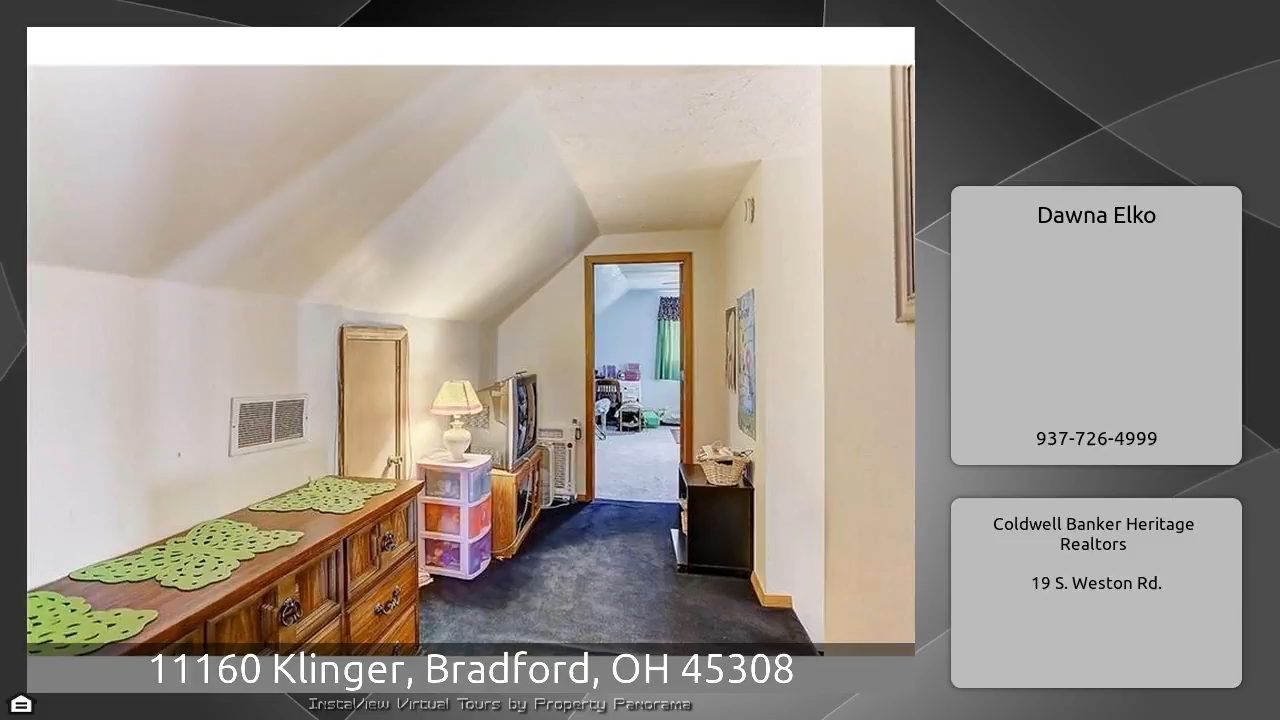 Dawna Elko
937-726-4999
Coldwell Banker Heritage
Realtors
19 S. Weston Rd.
11160 Klinger, Bradford, OH 45308
InstaView Virtual Tours by Property Panorama